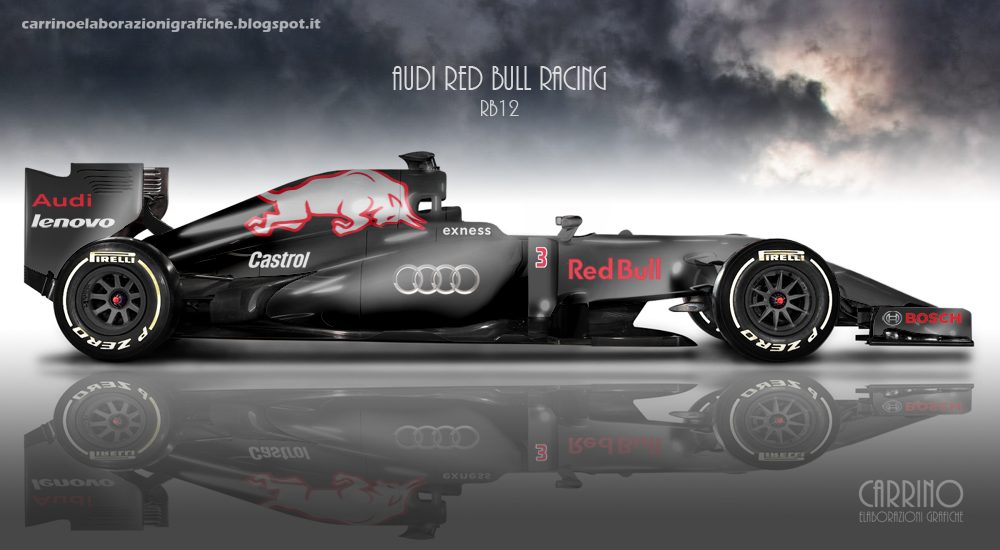 carrinoelaborazionigrafiche.blogspot.it
AUDI RED BULL RACING
RB12
Audi
lenovo
exness
Castrol
3
Red Bull
BOSCH
PIRELLI
P ZERO
PIRELLI
P ZERO
CARRINO
ELABORAZIONI GRAFICHE